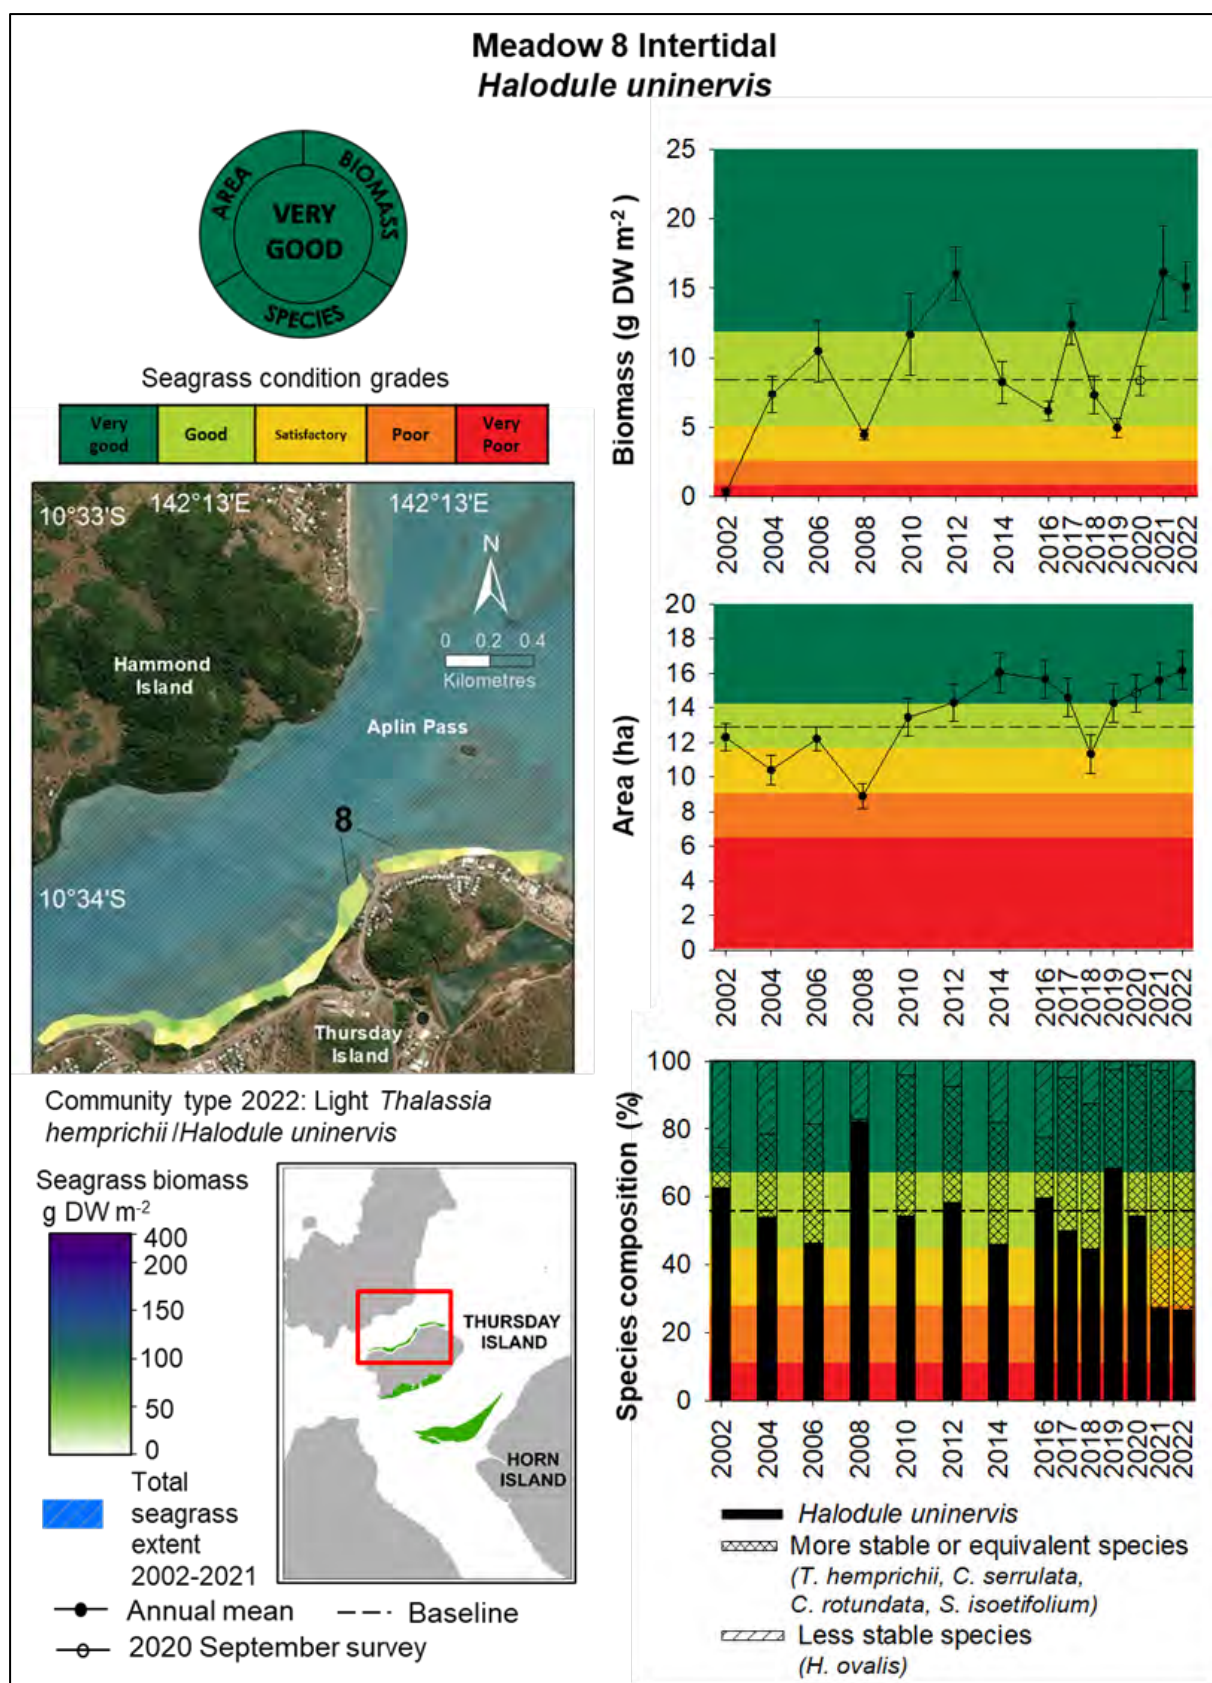 Meadow 8 Intertidal
Halodule uninervis
AREA
BIOMASS
VERY
GOOD
SPECIES
Seagrass condition grades
Very
good
Good
Satisfactory
Poor
Very
Poor
10°33'S
142°13'E
142°13'E
N
0 0.2 0.4
Kilometres
Hammond
Island
Aplin Pass
8
10°34'S
Thursday
Island
Community type 2022: Light Thalassia
hemprichii/Halodule uninervis
Seagrass biomass
g DW m-2
400
200
150
100
50
0
Total
seagrass
extent
2002-2021
THURSDAY
ISLAND
HORN
ISLAND
Annual mean
Baseline
2020 September survey
Biomass (g DW m-2)
25
20
15
10
5
0
2002 2004 2006 2008 2010 2012 2014 2016 2017 2018 2019 2020 2021 2022
Area (ha)
20
18
16
14
12
10
8
6
4
2
0
2002 2004 2006 2008 2010 2012 2014 2016 2017 2018 2019 2020 2021 2022
Species composition (%)
100
80
60
40
20
0
2002 2004 2006 2008 2010 2012 2014 2016 2017 2018 2019 2020 2021 2022
Halodule uninervis
More stable or equivalent species
(T. hemprichii, C. serrulata,
C. rotundata, S. isoetifolium)
Less stable species
(H. ovalis)